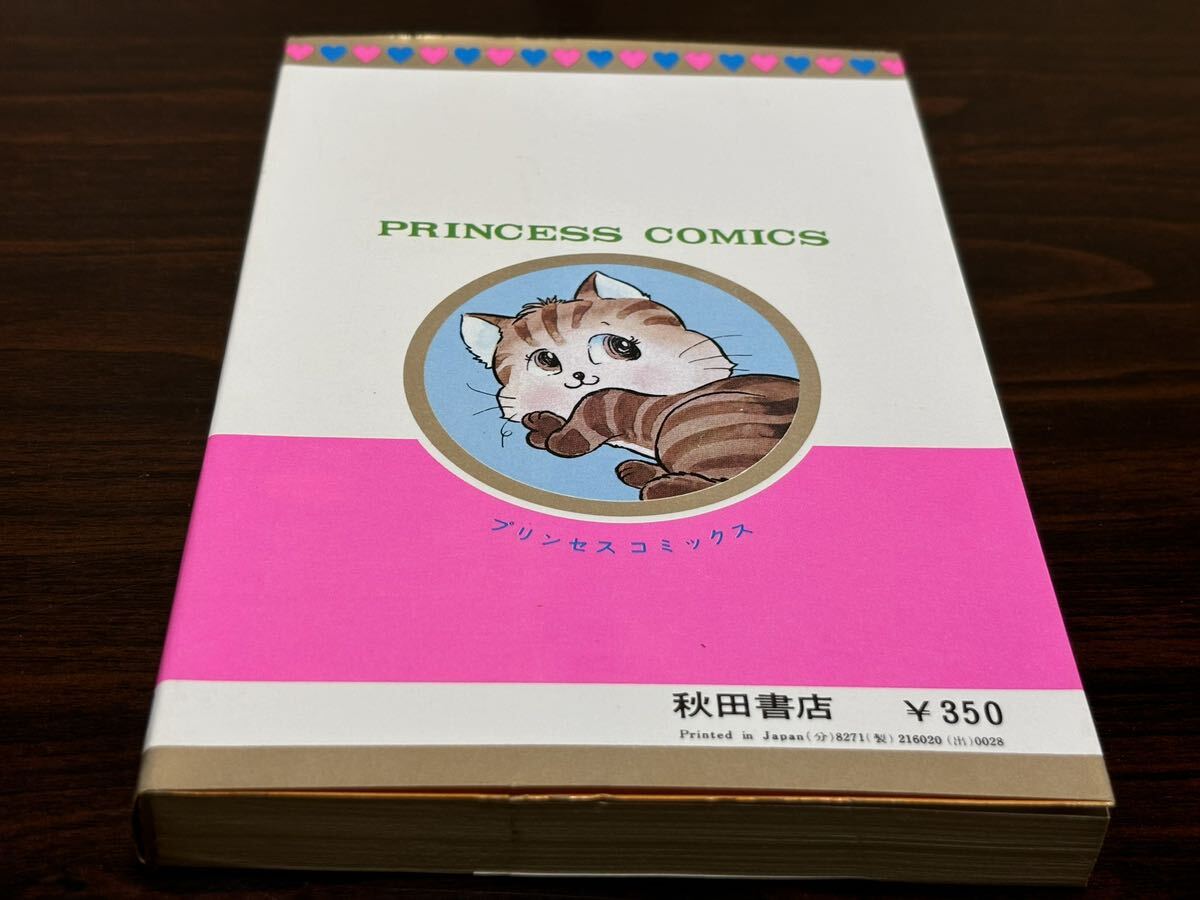 PRINCESS COMICS
プリンセスコミックス
秋田書店 ￥350
Printed in Japan(分)8271(製)216020(出)0028